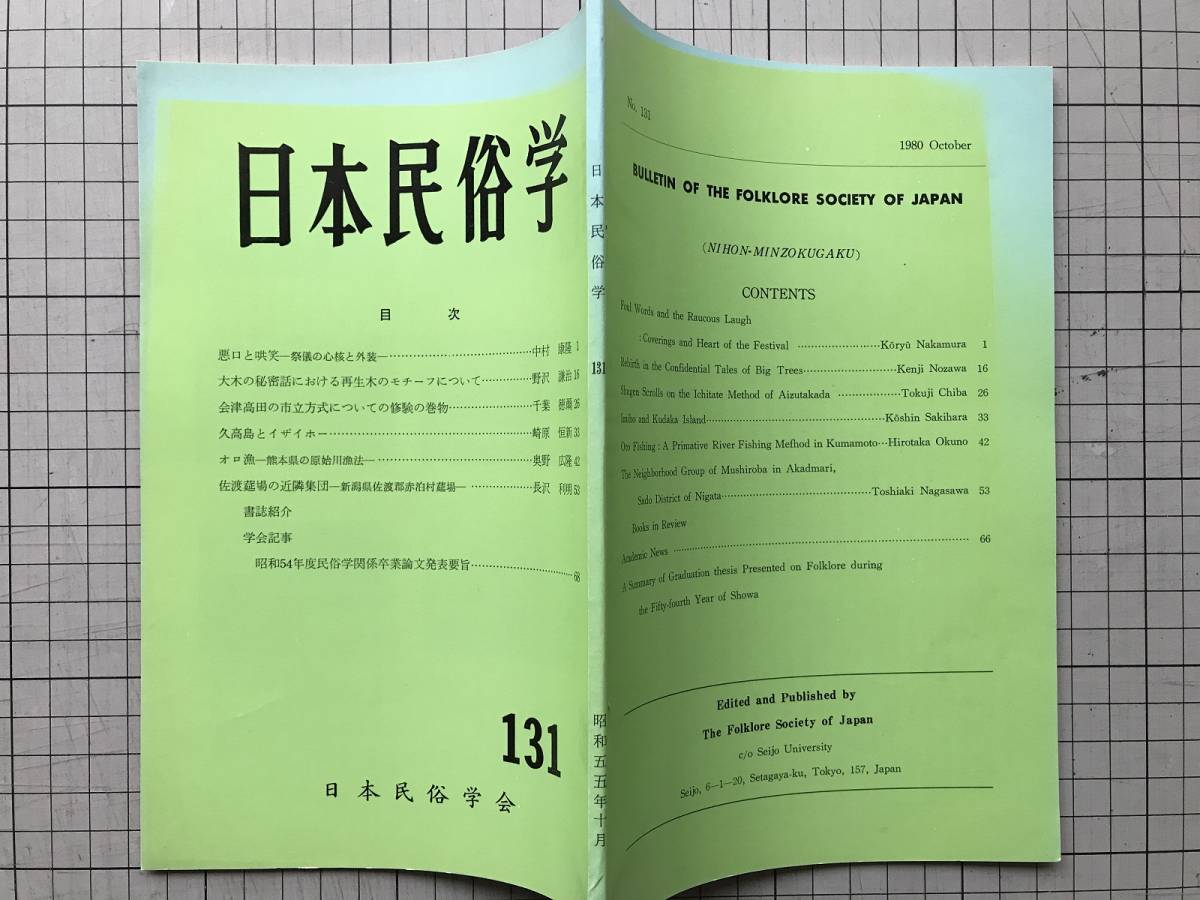 日本民俗学
目 次
悪口と哄笑―祭儀の心核と外装―……………………中村 康隆 1
大木の秘密話における再生木のモチーフについて…………野沢 謙治 16
会津高田の市立方式についての修験の巻物………………千葉 徳爾 26
久高島とイザイホー……………………………………崎原 恒新 33
オロ漁―熊本県の原始川漁法―……………………奥野 広隆 42
佐渡莚場の近隣集団―新潟県佐渡郡赤泊村莚場―…………長沢 利明 53
書誌紹介
学会記事
昭和54年度民俗学関係卒業論文発表要旨………………68
131
日本民俗学会
日本民俗学
131
昭和五五年十月
No. 131
1980 October
BULLETIN OF THE FOLKLORE SOCIETY OF JAPAN
(NIHON-MINZOKUGAKU)
CONTENTS
Foul Words and the Raucous Laugh
:Coverings and Heart of the Festival ……………………Kōryū Nakamura 1
Rebirth in the Confidential Tales of Big Trees……………………Kenji Nozawa 16
Shugen Scrolls on the Ichitate Method of Aizutakada ………………Tokuji Chiba 26
Izaiho and Kudaka Island……………………………………Kōshin Sakihara 33
Oro Fishing: A Primative River Fishing Mefhod in Kumamoto…Hirotaka Okuno 42
The Neighborhood Group of Mushiroba in Akadmari,
Sado District of Nigata……………………………Toshiaki Nagasawa 53
Books in Review
Academic News ………………………………………… 66
A Summary of Graduation thesis Presented on Folklore during
the Fifty-fourth Year of Showa
Edited and Published by
The Folklore Society of Japan
c/o Seijo University
Seijo, 6—1—20, Setagaya-ku, Tokyo, 157, Japan